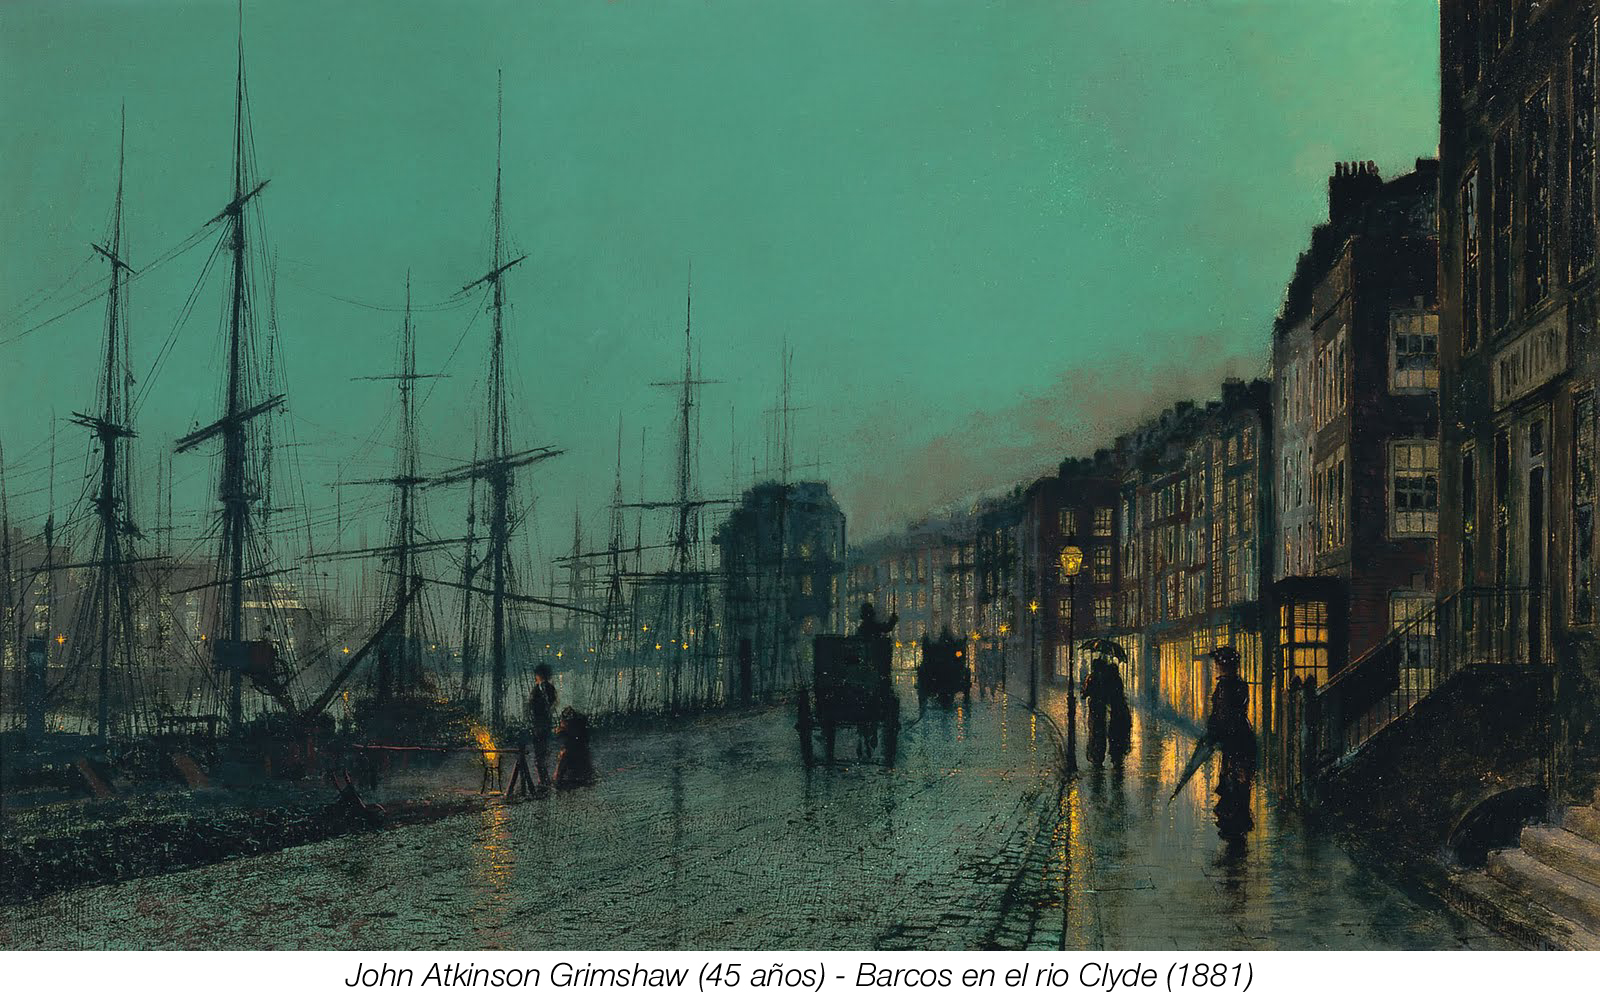 John Atkinson Grimshaw (45 años) - Barcos en el rio Clyde (1881)